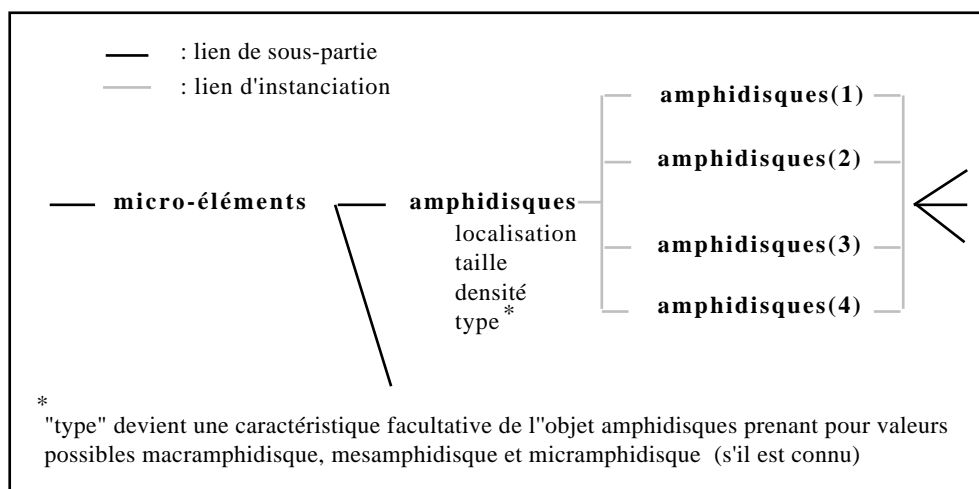 : lien de sous-partie
: lien d'instanciation
amphidisques(1)
amphidisques(2)
micro-éléments
amphidisques
localisation
taille
densité
type*
amphidisques(3)
amphidisques(4)
*
"type" devient une caractéristique facultative de l''objet amphidisques prenant pour valeurs
possibles macramphidisque, mesamphidisque et micramphidisque (s'il est connu)